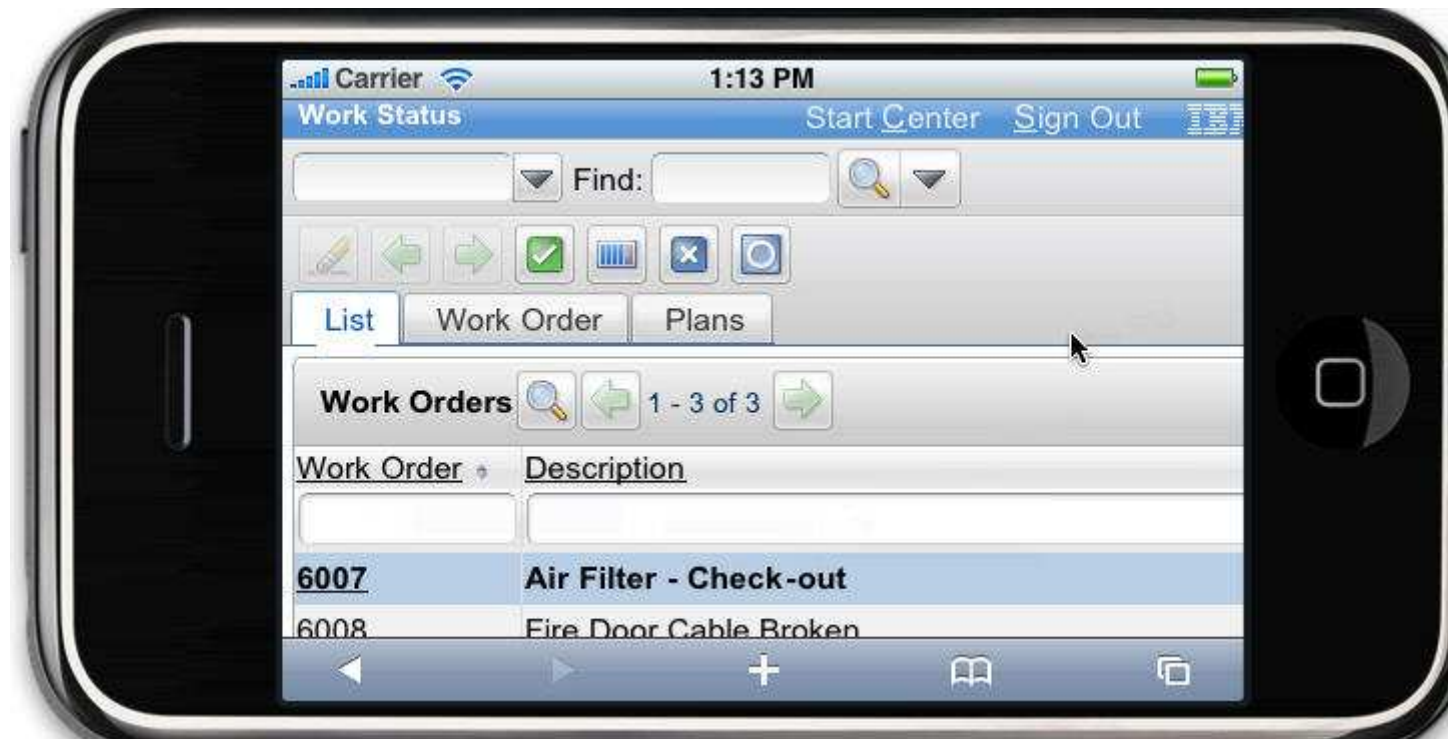 Carrier 1:13 PM
Work Status Start Center Sign Out IBM
Find:
List Work Order Plans
Work Orders 1 - 3 of 3
Work Order Description
6007 Air Filter - Check-out
6008 Fire Door Cable Broken